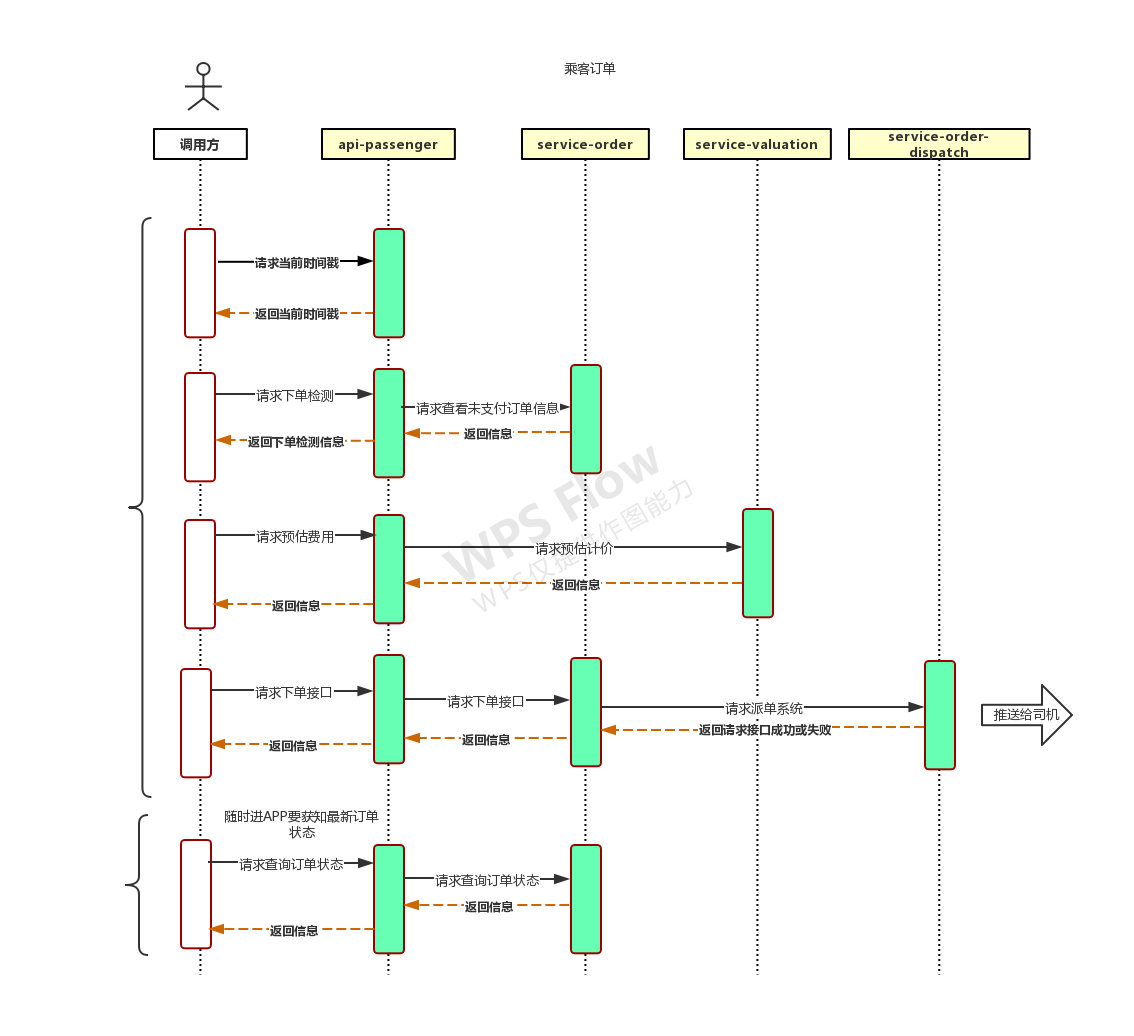 乘客订单
调用方
api-passenger
service-order
service-valuation
service-order-
dispatch
请求当前时间戳
返回当前时间戳
请求下单检测
请求查看未支付订单信息
返回信息
返回下单检测信息
WPS Flow
WPS仅提供作图能力
请求预估费用
请求预估计价
返回信息
返回信息
请求下单接口
请求下单接口
请求派单系统
推送给司机
返回请求接口成功或失败
返回信息
返回信息
随时进APP要获知最新订单
状态
请求查询订单状态
请求查询订单状态
返回信息
返回信息